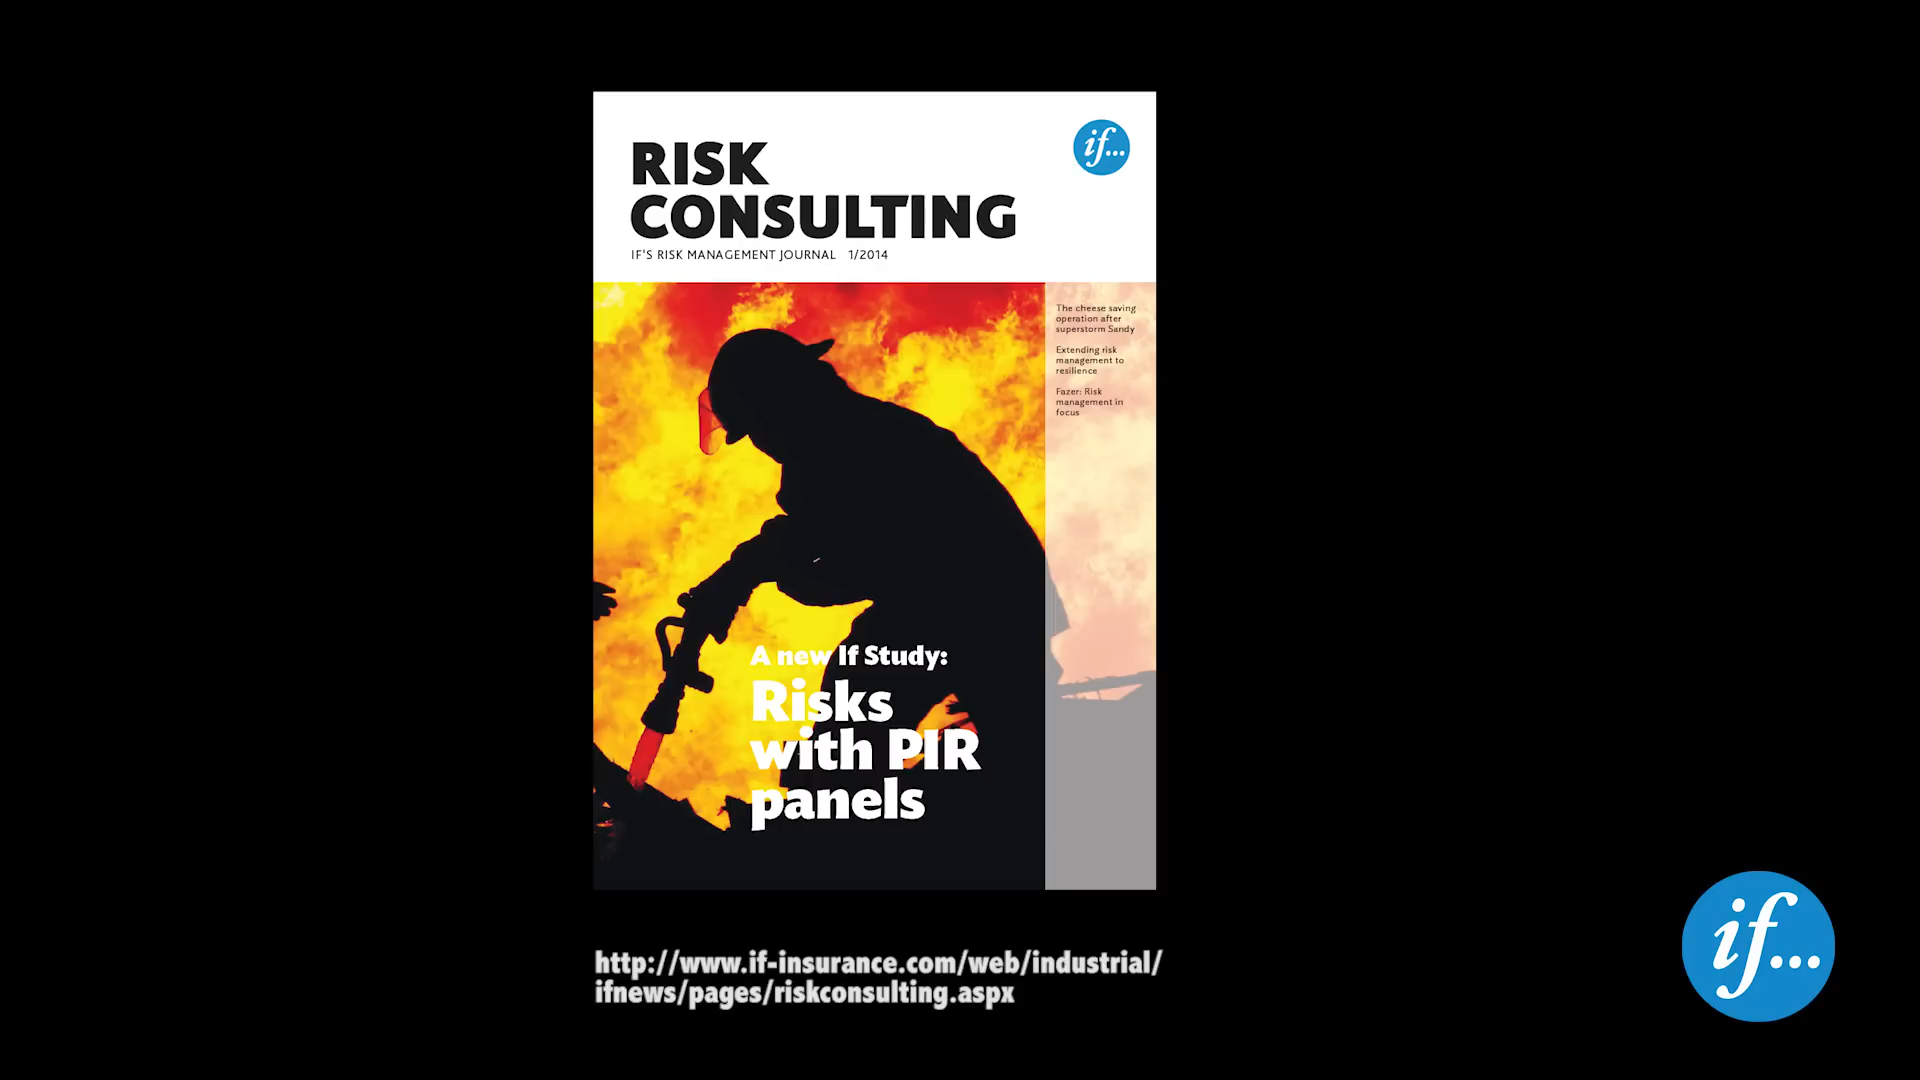 RISK
CONSULTING
IF'S RISK MANAGEMENT JOURNAL 1/2014
if...
The cheese saving
operation after
superstorm Sandy
Extending risk
management to
resilience
Fazer: Risk
management in
focus
A new If Study:
Risks
with PIR
panels
http://www.if-insurance.com/web/industrial/
ifnews/pages/riskconsulting.aspx
if...